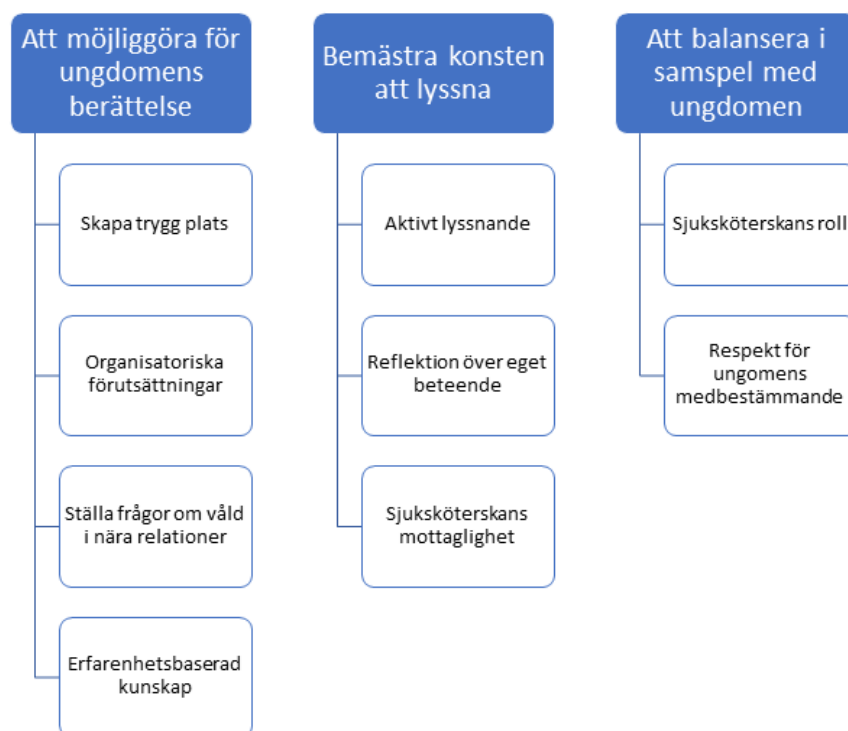 Att möjliggöra för
ungdomens
berättelse
Skapa trygg plats
Organisatoriska
förutsättningar
Ställa frågor om våld
i nära relationer
Erfarenhetsbaserad
kunskap
Bemästra konsten
att lyssna
Aktivt lyssnande
Reflektion över eget
beteende
Sjuksköterskans
mottaglighet
Att balansera i
samspel med
ungdomen
Sjuksköterskans roll
Respekt för
ungomens
medbestämmande